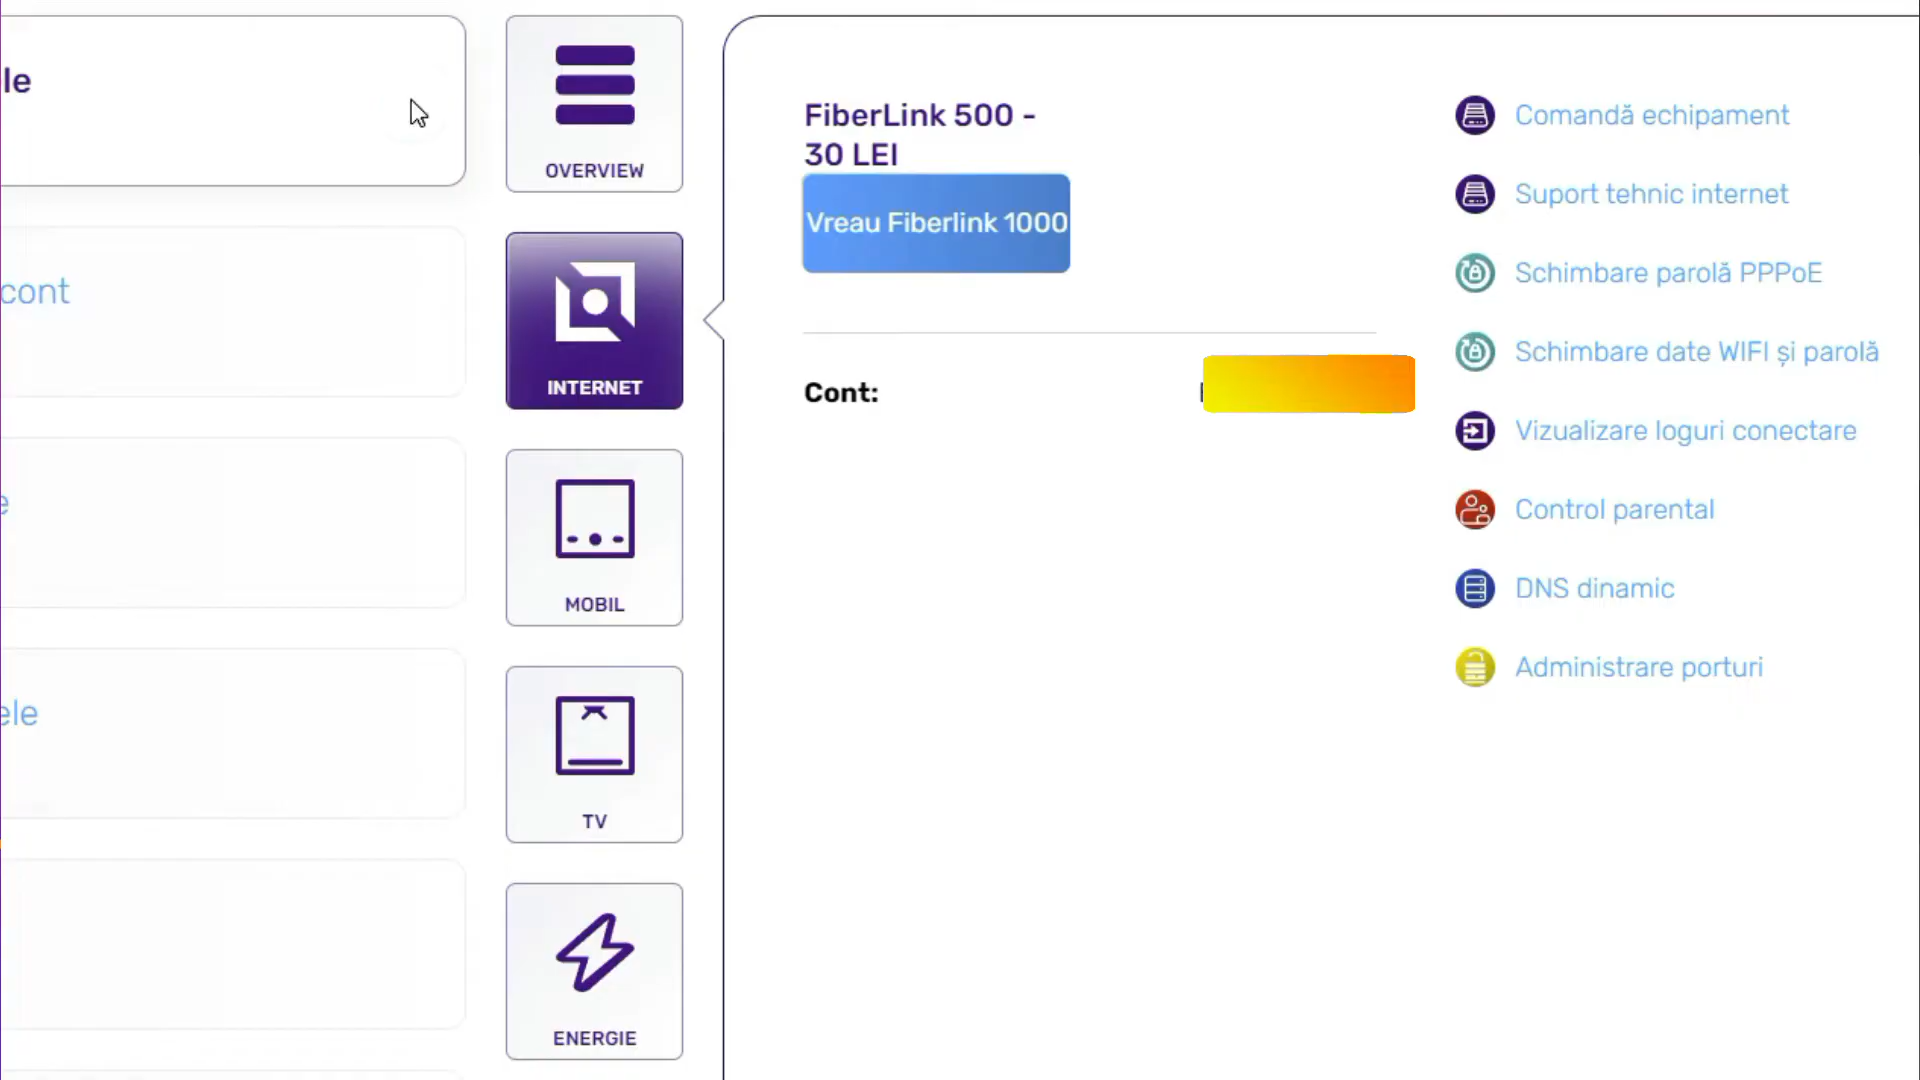 le
cont
e
ele
OVERVIEW
INTERNET
MOBIL
TV
ENERGIE
FiberLink 500 -
30 LEI
Vreau Fiberlink 1000
Cont:
Comandă echipament
Suport tehnic internet
Schimbare parolă PPPoE
Schimbare date WIFI și parolă
Vizualizare loguri conectare
Control parental
DNS dinamic
Administrare porturi